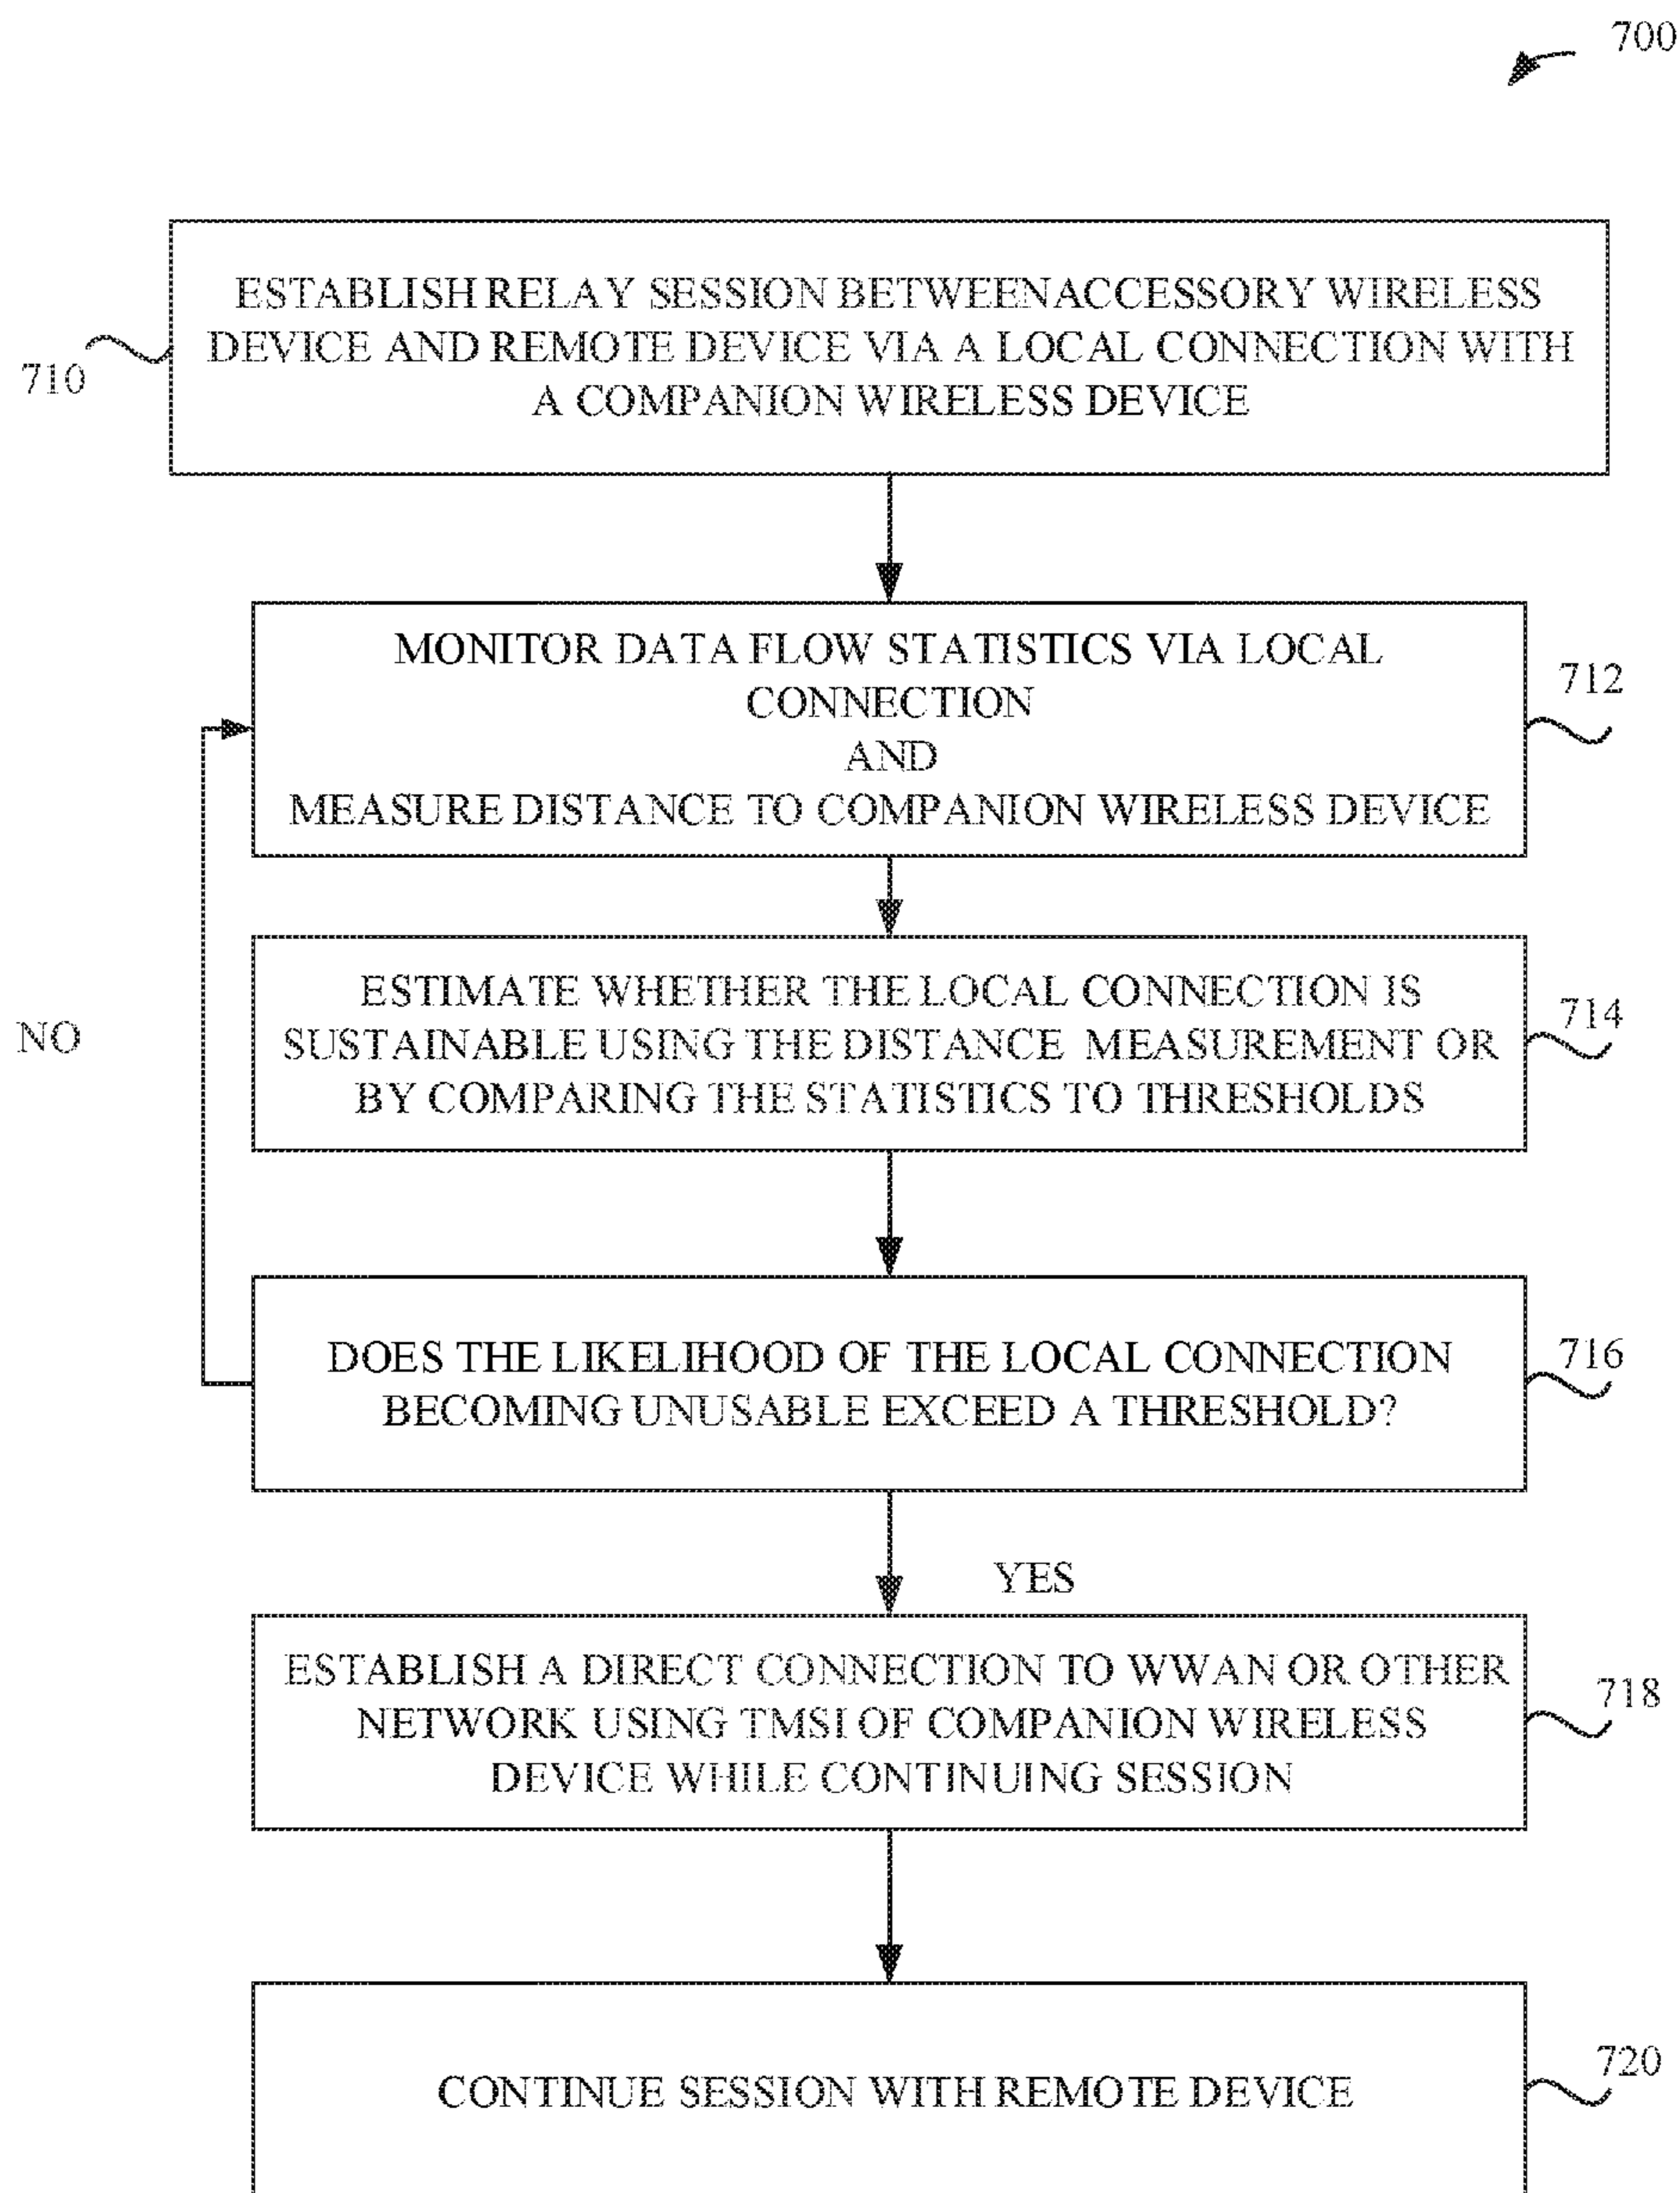 700
ESTABLISH RELAY SESSION BETWEENACCESSORY WIRELESS
DEVICE AND REMOTE DEVICE VIA A LOCAL CONNECTION WITH
A COMPANION WIRELESS DEVICE
710
MONITOR DATA FLOW STATISTICS VIA LOCAL
CONNECTION
AND
MEASURE DISTANCE TO COMPANION WIRELESS DEVICE
712
ESTIMATE WHETHER THE LOCAL CONNECTION IS
SUSTAINABLE USING THE DISTANCE MEASUREMENT OR
BY COMPARING THE STATISTICS TO THRESHOLDS
714
NO
DOES THE LIKELIHOOD OF THE LOCAL CONNECTION
BECOMING UNUSABLE EXCEED A THRESHOLD?
716
YES
ESTABLISH A DIRECT CONNECTION TO WWAN OR OTHER
NETWORK USING TMSI OF COMPANION WIRELESS
DEVICE WHILE CONTINUING SESSION
718
CONTINUE SESSION WITH REMOTE DEVICE
720